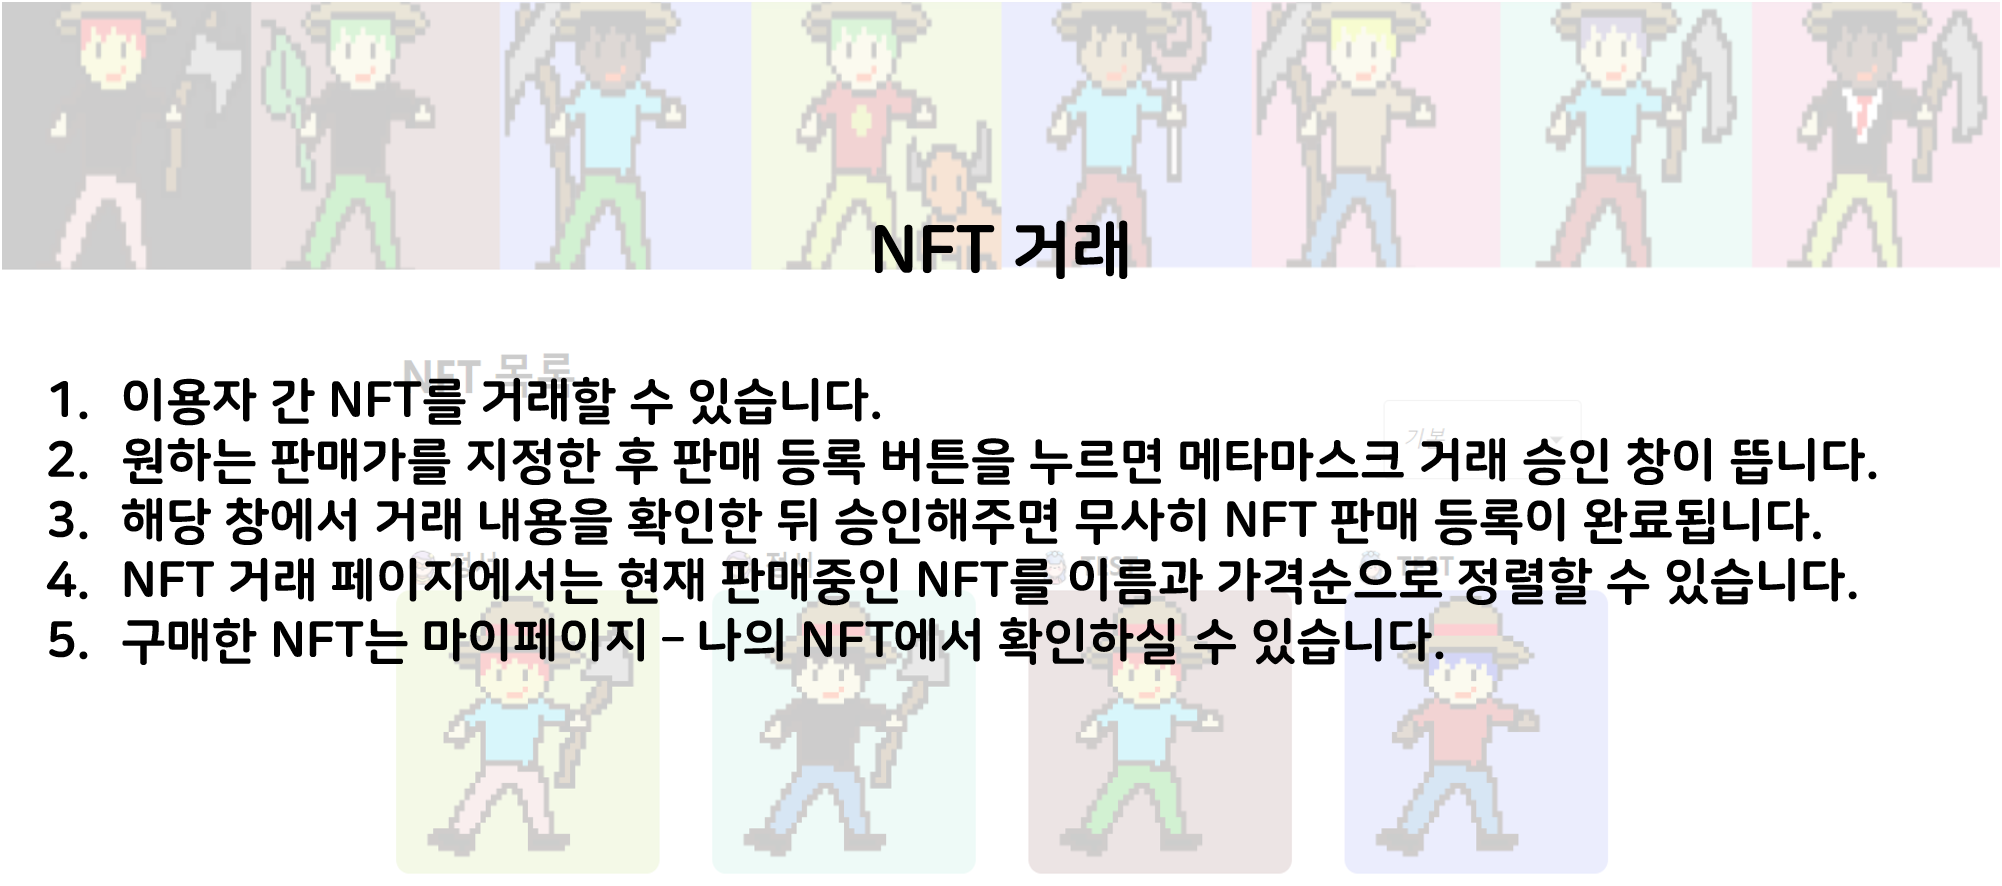 NFT 거래
NFT 목록
1. 이용자 간 NFT를 거래할 수 있습니다.
기본
2. 원하는 판매가를 지정한 후 판매 등록 버튼을 누르면 메타마스크 거래 승인 창이 뜹니다.
3. 해당 창에서 거래 내용을 확인한 뒤 승인해주면 무사히 NFT 판매 등록이 완료됩니다.
TEST
TEST
4. NFT 거래 페이지에서는 현재 판매중인 NFT를 이름과 가격순으로 정렬할 수 있습니다.
5. 구매한 NFT는 마이페이지 – 나의 NFT에서 확인하실 수 있습니다.